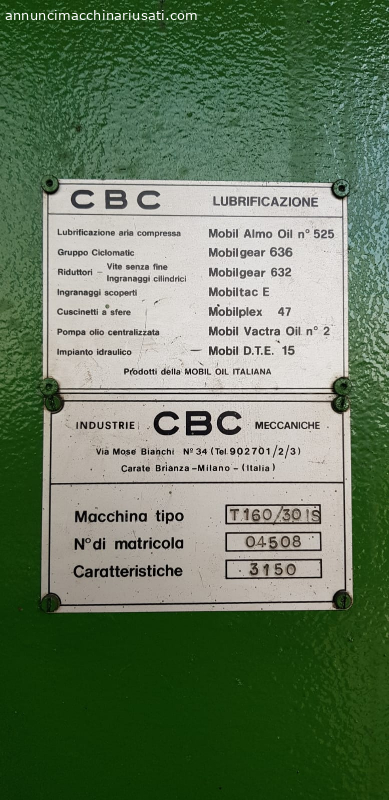 annuncimacchinariusati.com
CBC LUBRIFICAZIONE
Lubrificazione aria compressa Mobil Almo Oil n° 525
Gruppo Ciclomatic Mobilgear 636
Riduttori - Vite senza fine
Ingranaggi cilindrici Mobilgear 632
Ingranaggi scoperti Mobiltac E
Cuscinetti a sfere Mobilplex 47
Pompa olio centralizzata Mobil Vactra Oil n° 2
Impianto idraulico - Mobil D.T.E. 15
Prodotti della MOBIL OIL ITALIANA
INDUSTRIE CBC MECCANICHE
Via Mosè Bianchi N° 34 (Tel. 902701/2/3)
Carate Brianza-Milano-(Italia)
Macchina tipo T160/30IS
N° di matricola 04508
Caratteristiche 3150